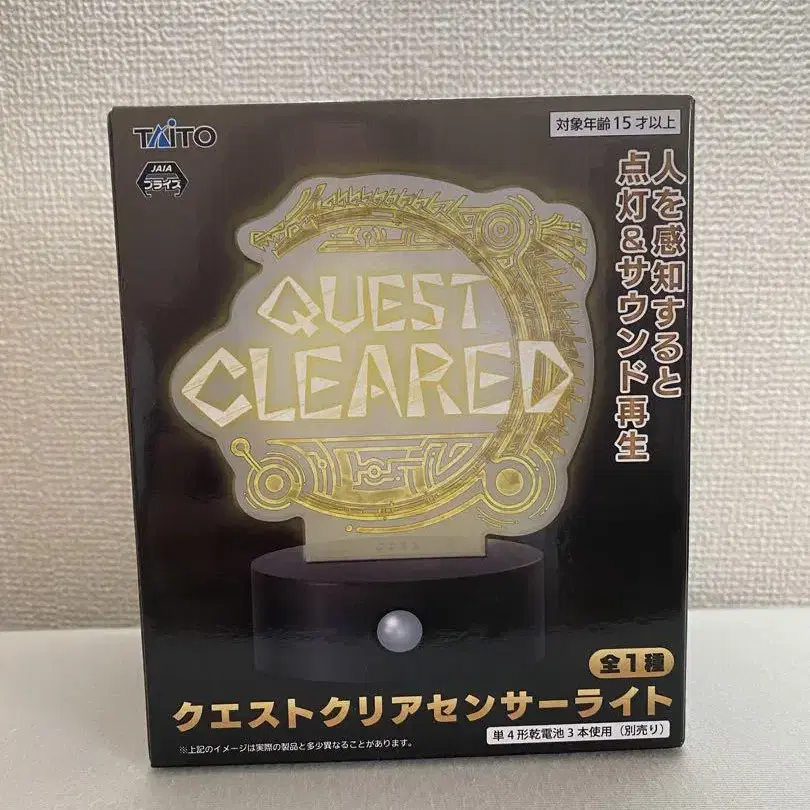 TAITO
JAIA
プライズ
対象年齢15才以上
人を感知すると
点灯&サウンド再生
QUEST
CLEARED
全1種
クエストクリアセンサーライト
単4形乾電池3本使用（別売り）
※上記のイメージは実際の製品と多少異なることがあります。